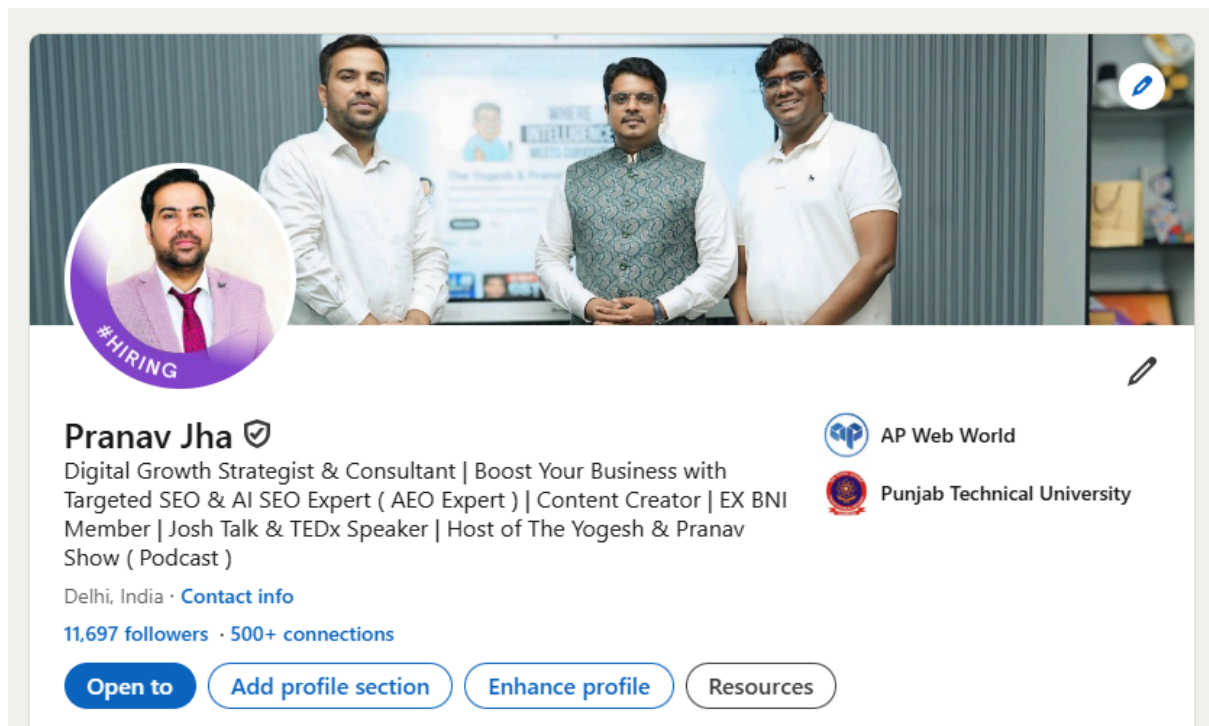 WHERE
INTELLIGENCE
The Yogesh & Prana
#HIRING
Pranav Jha
Digital Growth Strategist & Consultant | Boost Your Business with
Targeted SEO & AI SEO Expert ( AEO Expert ) | Content Creator | EX BNI
Member | Josh Talk & TEDx Speaker | Host of The Yogesh & Pranav
Show ( Podcast )
Delhi, India · Contact info
11,697 followers · 500+ connections
Open to
Add profile section
Enhance profile
Resources
AP Web World
Punjab Technical University